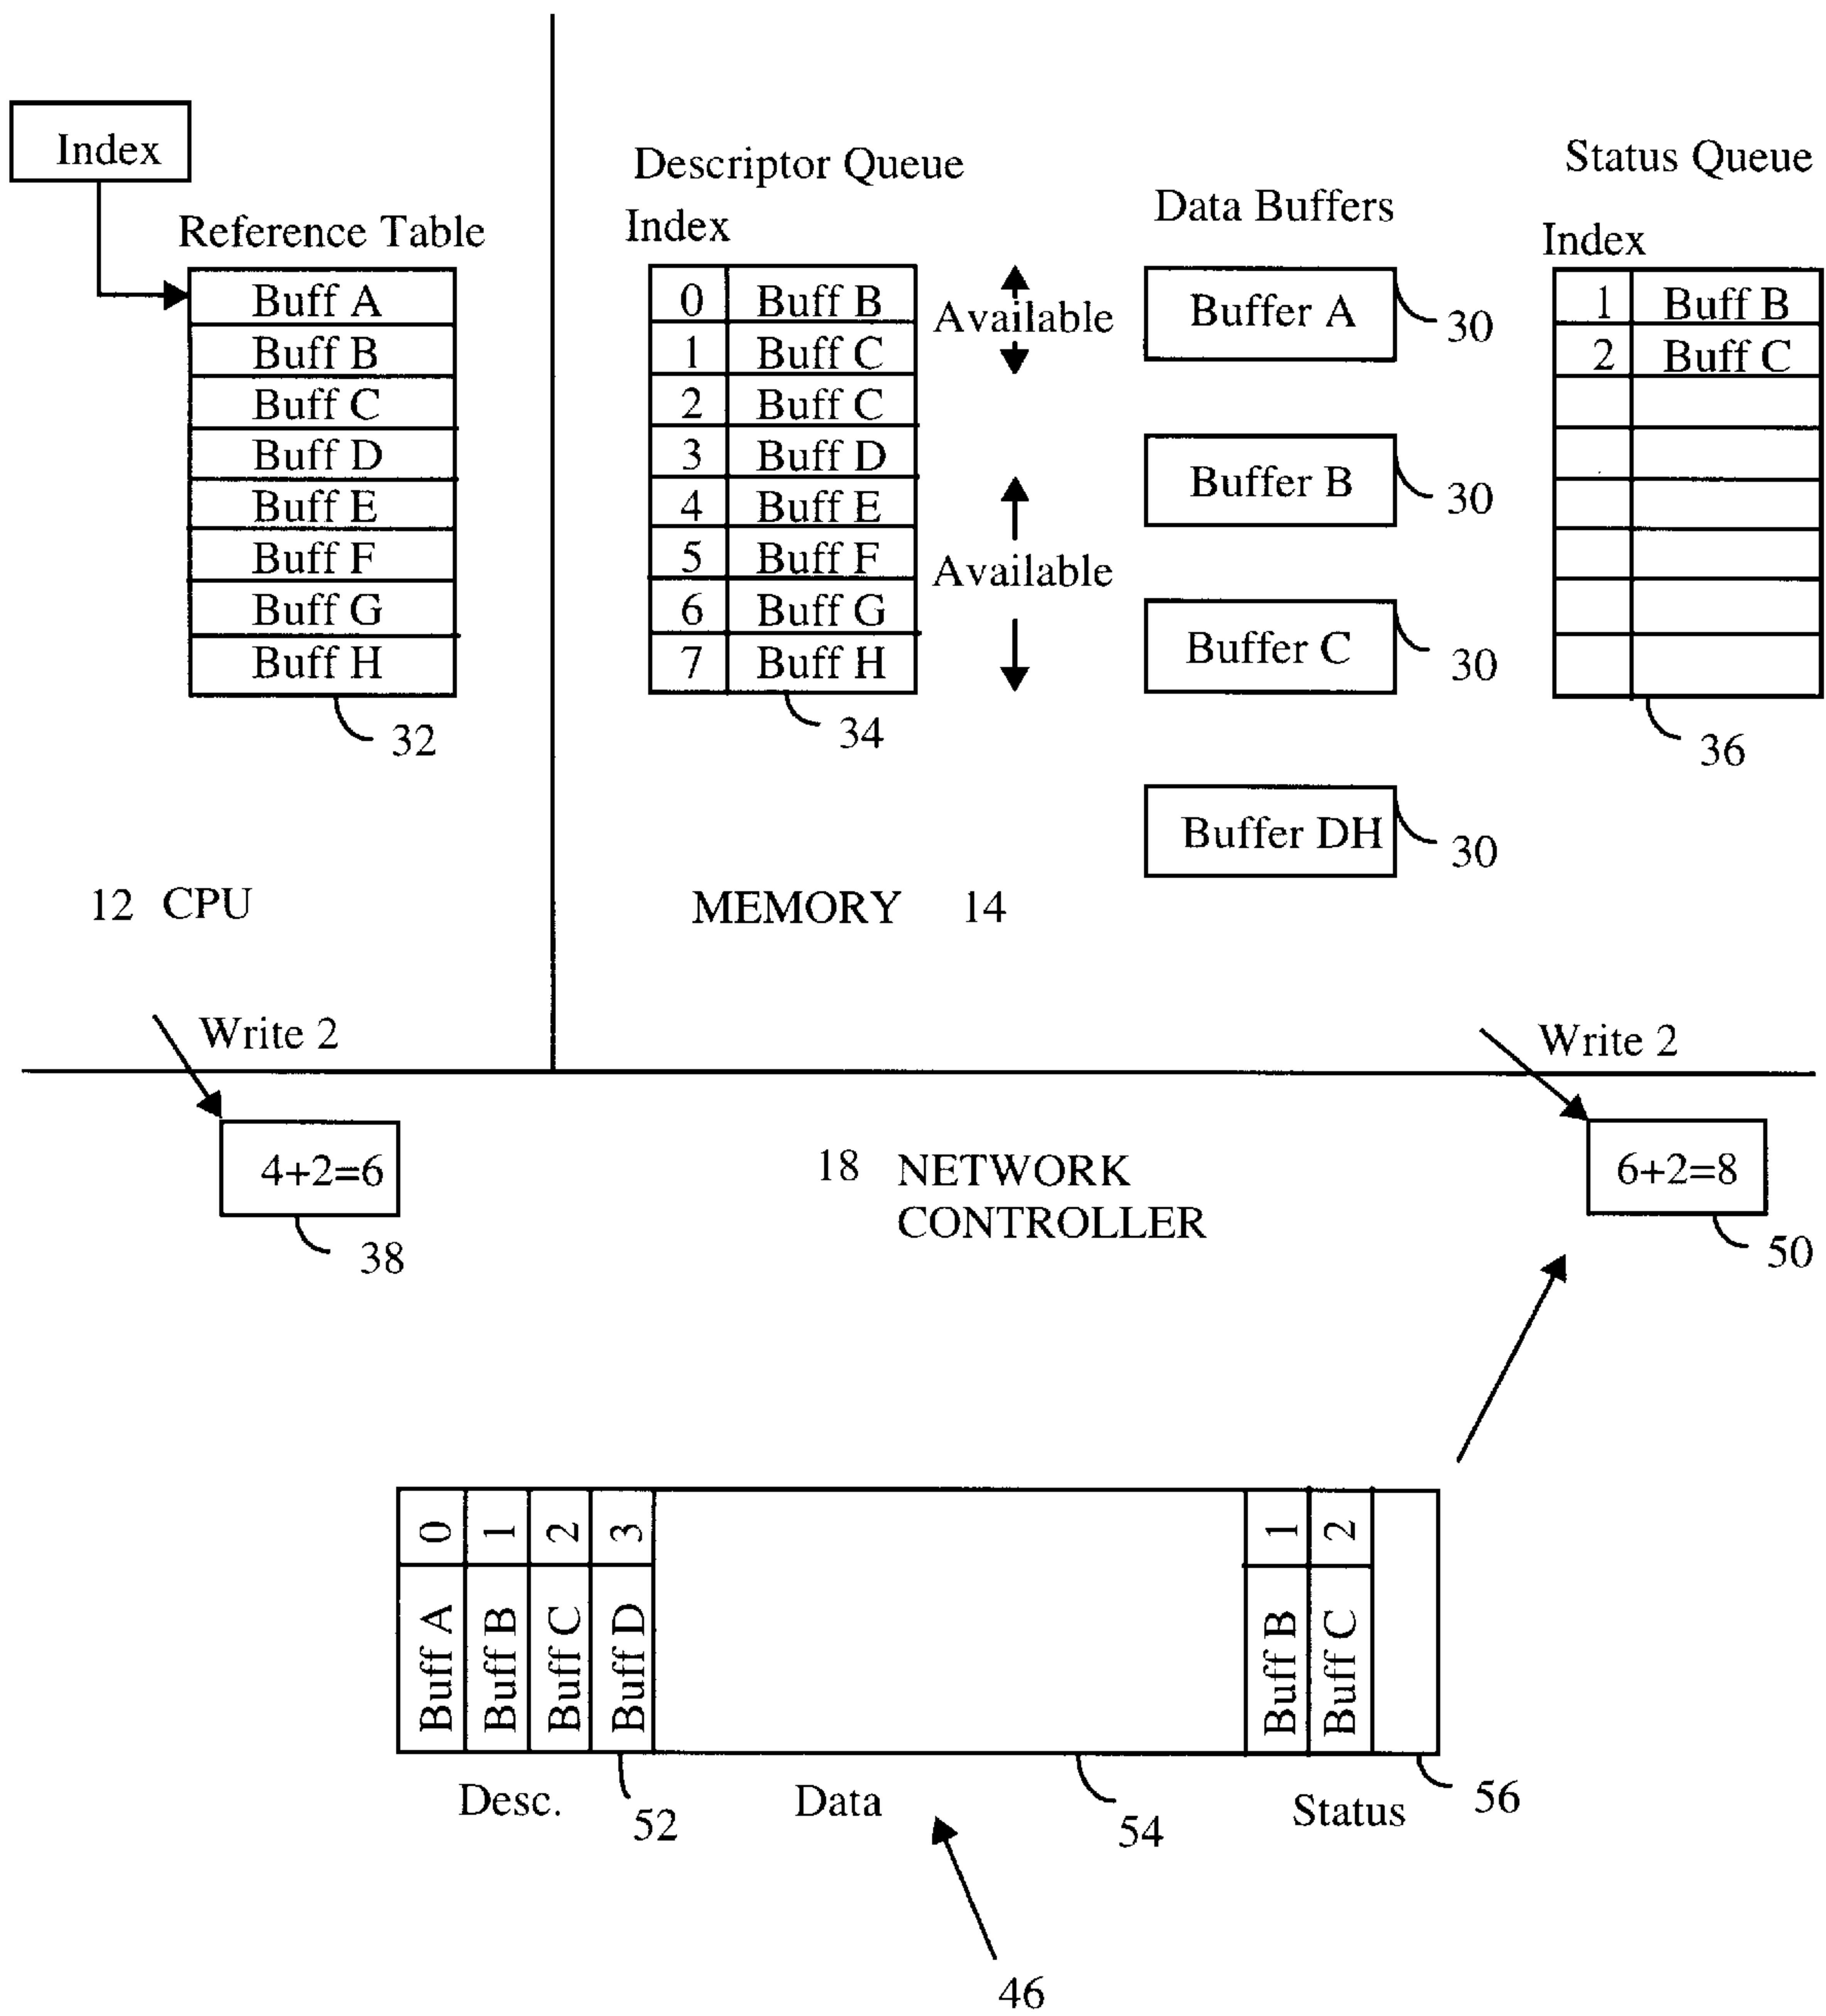 Index
Reference Table
Buff A
Buff B
Buff C
Buff D
Buff E
Buff F
Buff G
Buff H
32
12 CPU
Descriptor Queue
Index
0 Buff B
1 Buff C
2 Buff C
3 Buff D
4 Buff E
5 Buff F
6 Buff G
7 Buff H
34
Available
Available
Data Buffers
Buffer A
30
Buffer B
30
Buffer C
30
Buffer DH
30
Status Queue
Index
1 Buff B
2 Buff C
36
MEMORY 14
Write 2
4+2=6
38
18 NETWORK
CONTROLLER
Write 2
6+2=8
50
0 Buff A
1 Buff B
2 Buff C
3 Buff D
1 Buff B
2 Buff C
Desc.
52
Data
54
Status
56
46